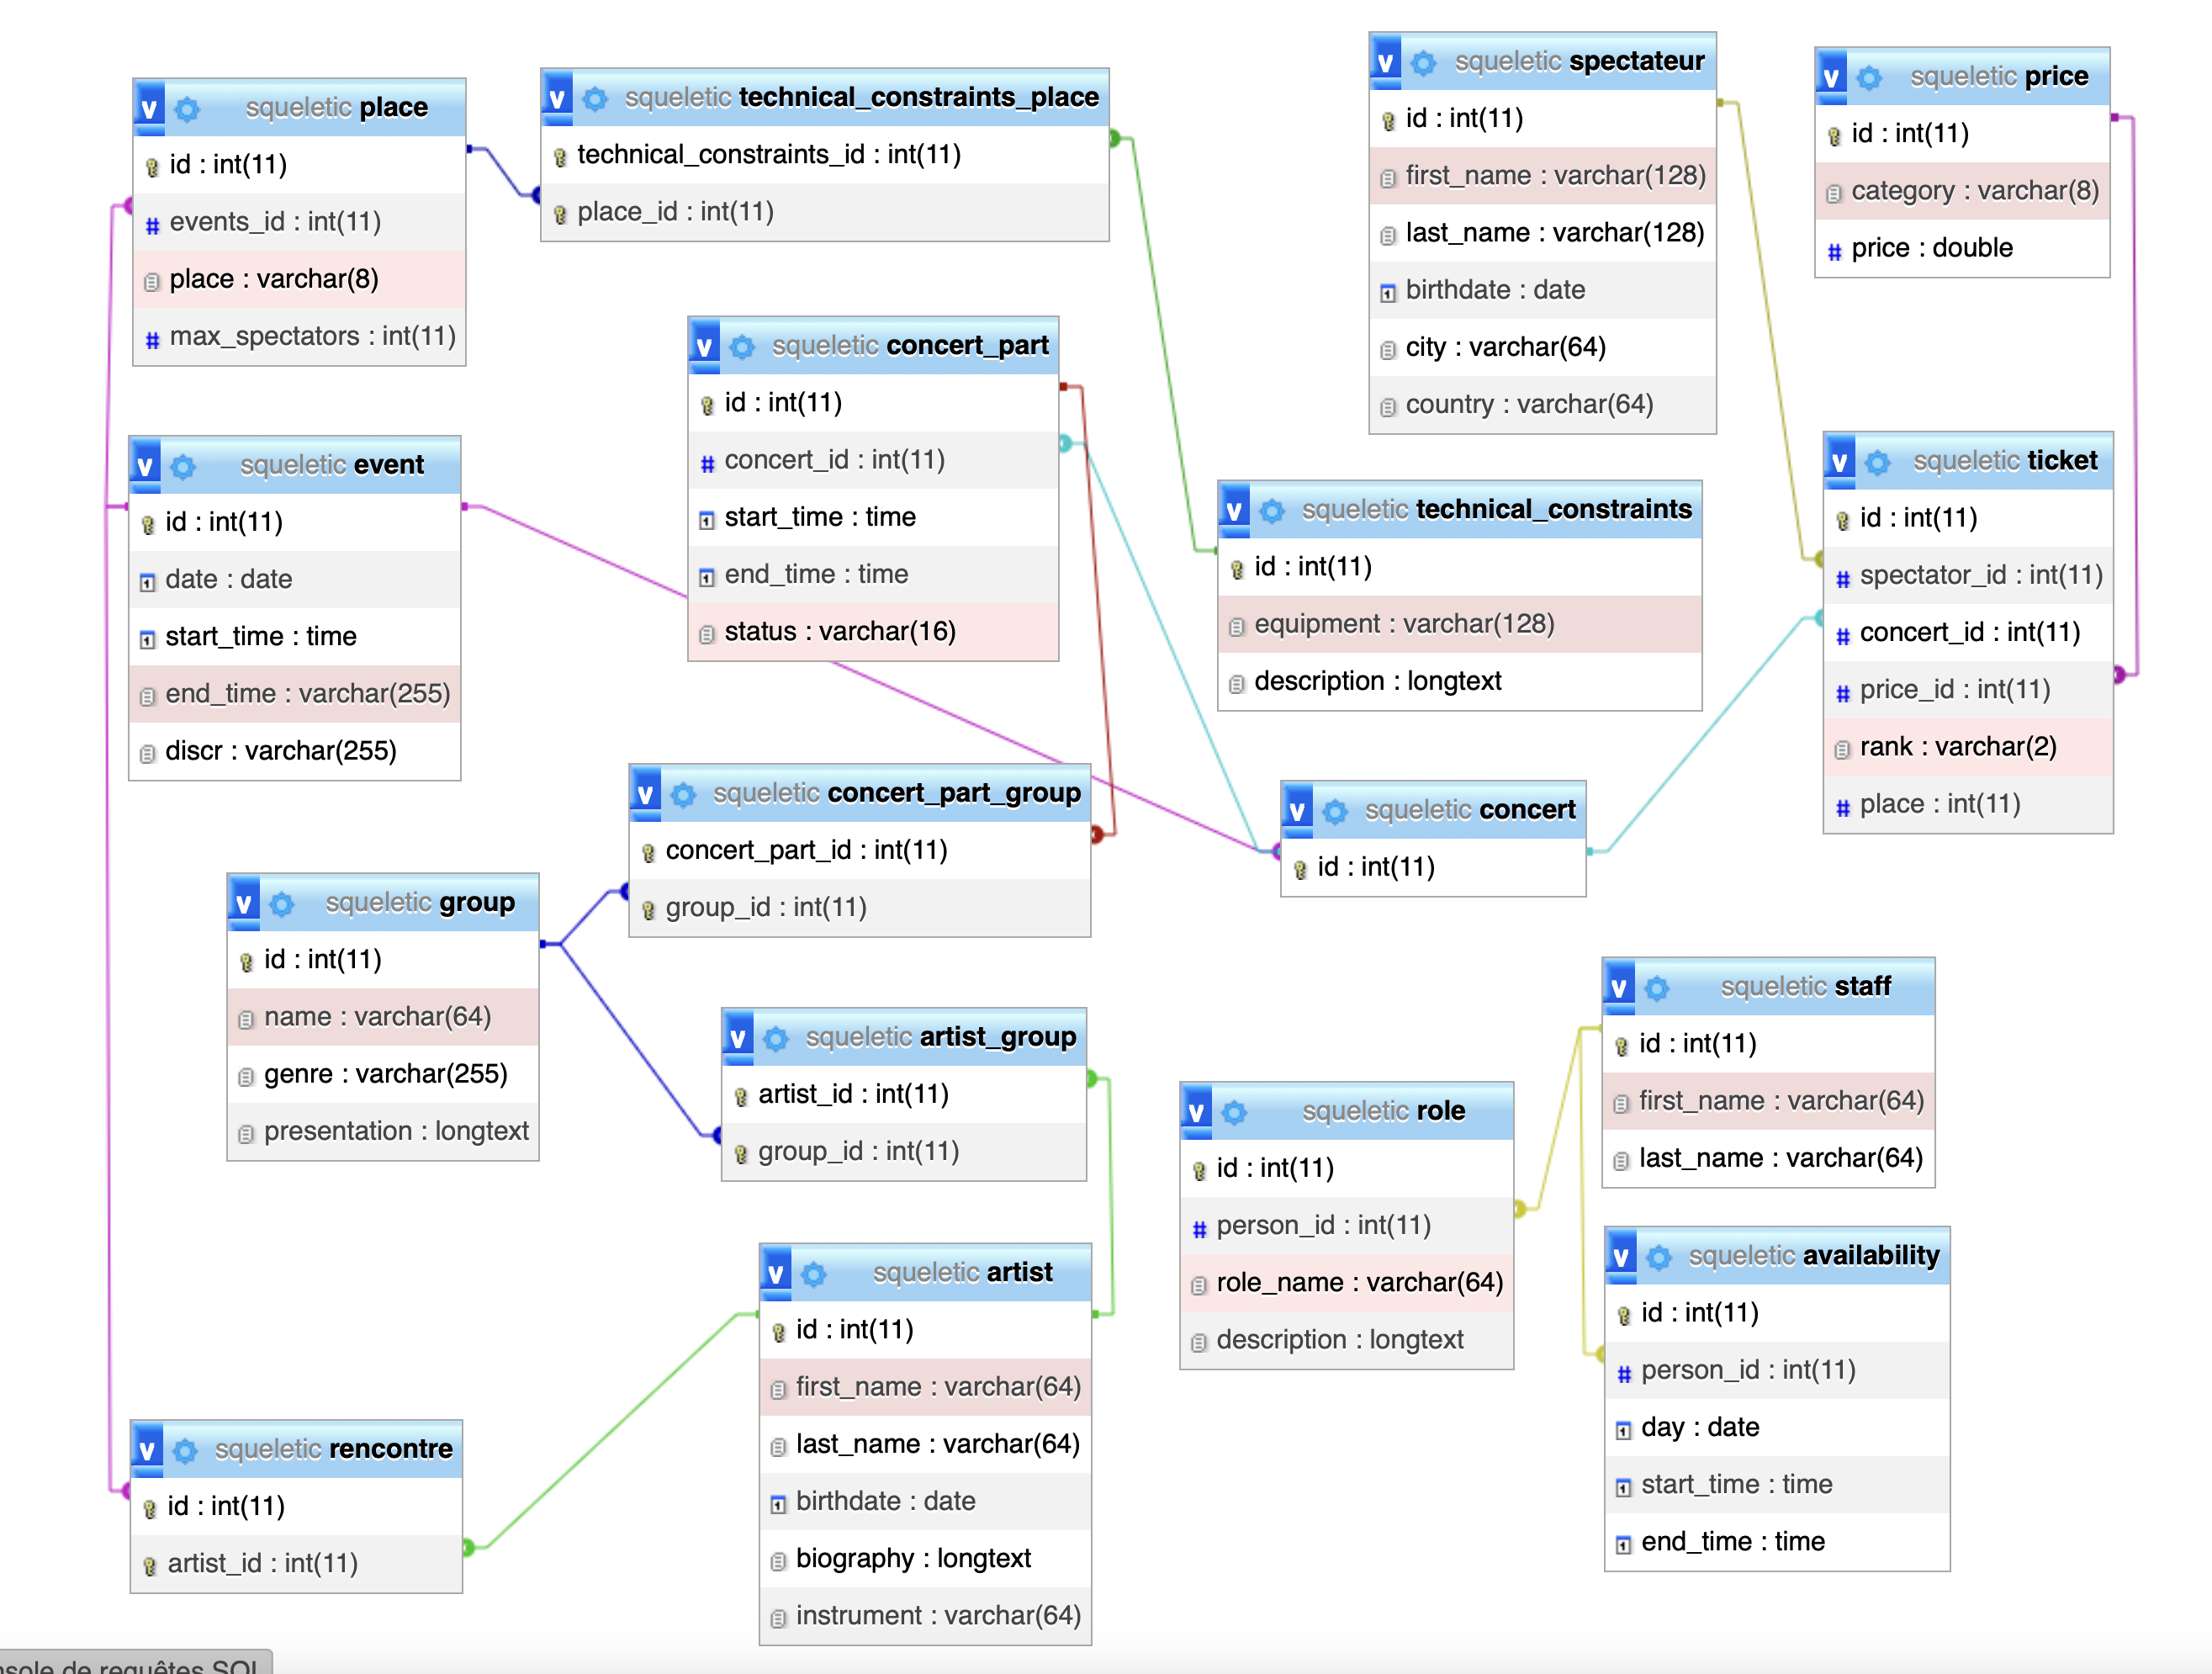 squeletic place
id : int(11)
events_id : int(11)
place : varchar(8)
max_spectators : int(11)
squeletic technical_constraints_place
technical_constraints_id : int(11)
place_id : int(11)
squeletic spectateur
id : int(11)
first_name : varchar(128)
last_name : varchar(128)
birthdate : date
city : varchar(64)
country : varchar(64)
squeletic price
id : int(11)
category : varchar(8)
price : double
squeletic concert_part
id : int(11)
concert_id : int(11)
start_time : time
end_time : time
status : varchar(16)
squeletic event
id : int(11)
date : date
start_time : time
end_time : varchar(255)
discr : varchar(255)
squeletic technical_constraints
id : int(11)
equipment : varchar(128)
description : longtext
squeletic ticket
id : int(11)
spectator_id : int(11)
concert_id : int(11)
price_id : int(11)
rank : varchar(2)
place : int(11)
squeletic concert_part_group
concert_part_id : int(11)
group_id : int(11)
squeletic concert
id : int(11)
squeletic group
id : int(11)
name : varchar(64)
genre : varchar(255)
presentation : longtext
squeletic artist_group
artist_id : int(11)
group_id : int(11)
squeletic staff
id : int(11)
first_name : varchar(64)
last_name : varchar(64)
squeletic role
id : int(11)
person_id : int(11)
role_name : varchar(64)
description : longtext
squeletic availability
id : int(11)
person_id : int(11)
day : date
start_time : time
end_time : time
squeletic artist
id : int(11)
first_name : varchar(64)
last_name : varchar(64)
birthdate : date
biography : longtext
instrument : varchar(64)
squeletic rencontre
id : int(11)
artist_id : int(11)
nsole de requêtes SQL